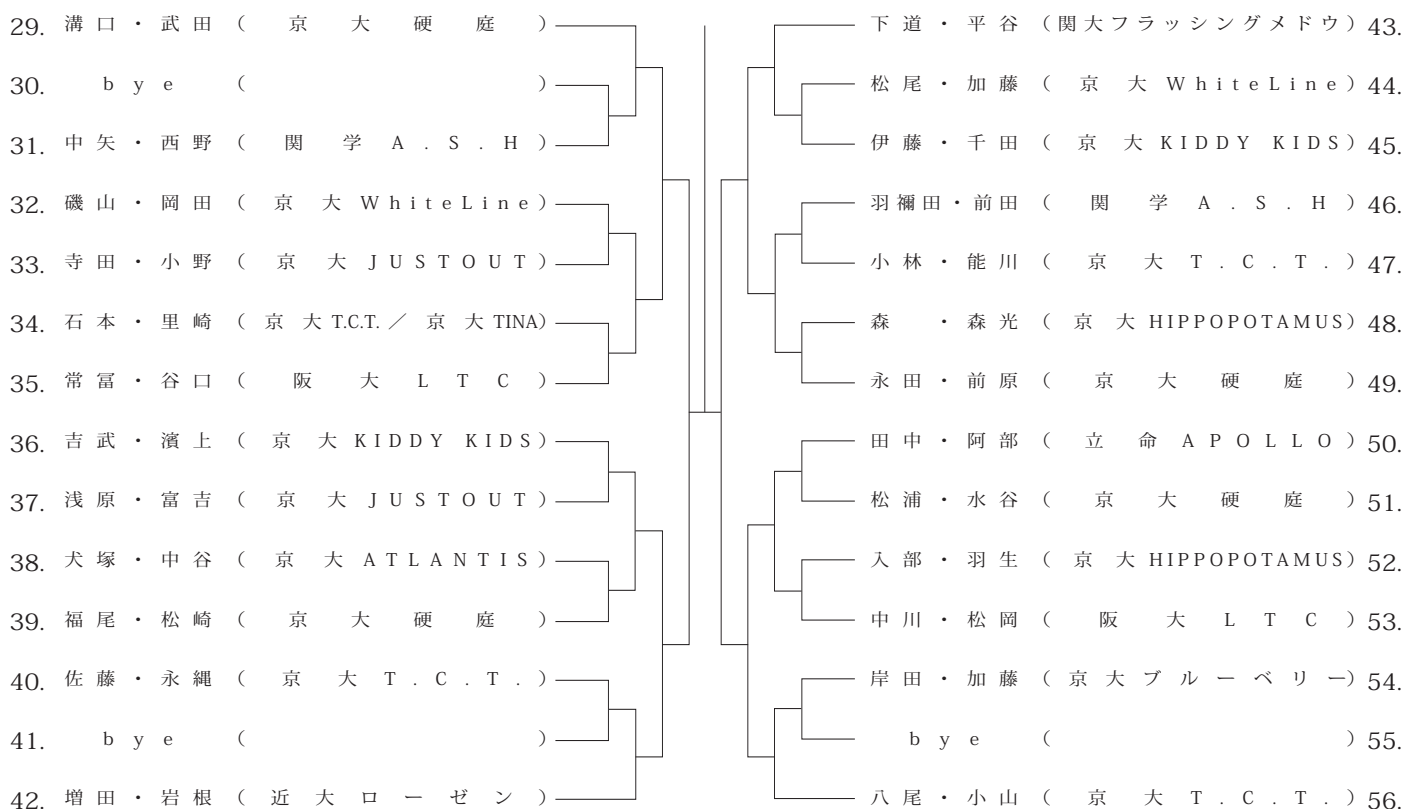 29. 溝口・武田(京大硬庭)
30. bye( )
31. 中矢・西野(関学A.S.H)
32. 磯山・岡田(京大WhiteLine)
33. 寺田・小野(京大JUSTOUT)
34. 石本・里崎(京大T.C.T.／京大TINA)
35. 常冨・谷口(阪大LTC)
36. 吉武・濱上(京大KIDDY KIDS)
37. 浅原・富吉(京大JUSTOUT)
38. 犬塚・中谷(京大ATLANTIS)
39. 福尾・松崎(京大硬庭)
40. 佐藤・永縄(京大T.C.T.)
41. bye( )
42. 増田・岩根(近大ローゼン)
下道・平谷(関大フラッシングメドウ)43.
松尾・加藤(京大WhiteLine)44.
伊藤・千田(京大KIDDY KIDS)45.
羽禰田・前田(関学A.S.H)46.
小林・能川(京大T.C.T.)47.
森・森光(京大HIPPOPOTAMUS)48.
永田・前原(京大硬庭)49.
田中・阿部(立命APOLLO)50.
松浦・水谷(京大硬庭)51.
入部・羽生(京大HIPPOPOTAMUS)52.
中川・松岡(阪大LTC)53.
岸田・加藤(京大ブルーベリー)54.
bye( )55.
八尾・小山(京大T.C.T.)56.